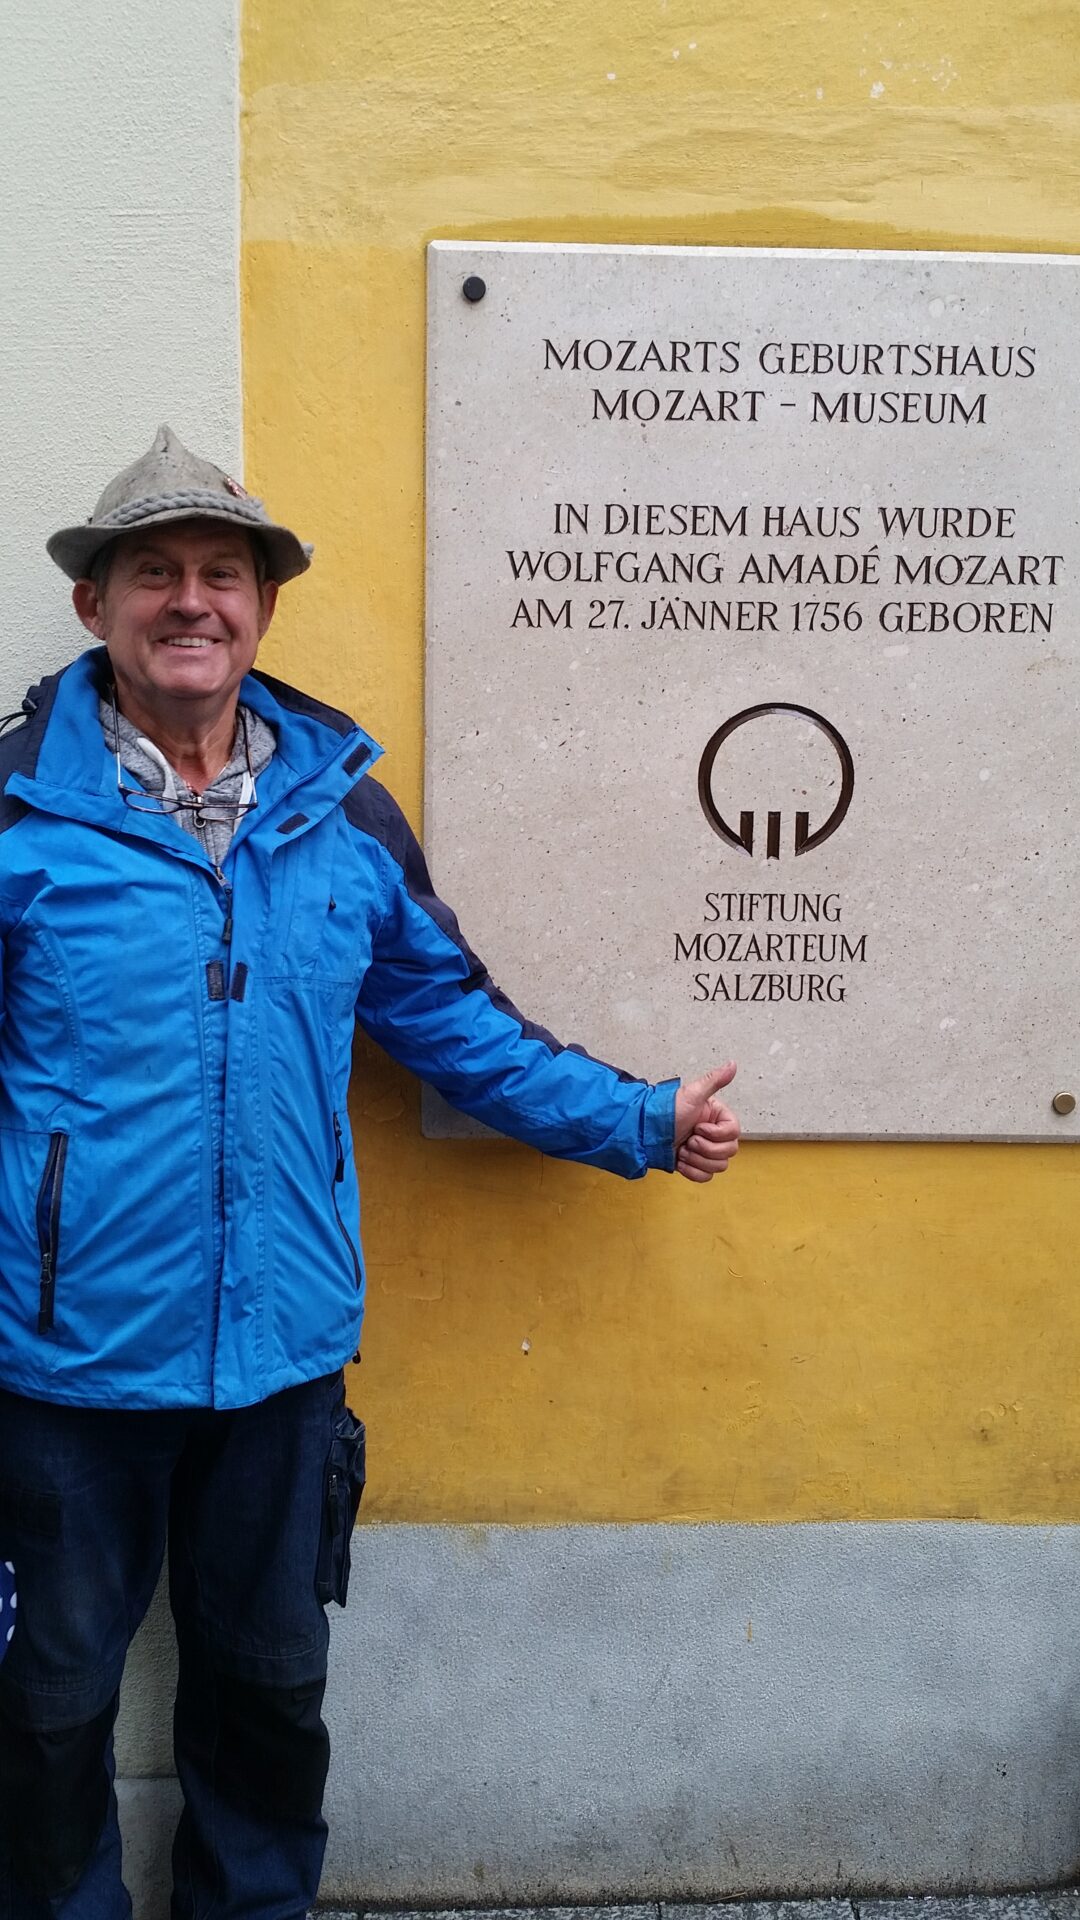 MOZARTS GEBURTSHAUS
MOZART - MUSEUM
IN DIESEM HAUS WURDE
WOLFGANG AMADÉ MOZART
AM 27. JÄNNER 1756 GEBOREN
STIFTUNG
MOZARTEUM
SALZBURG